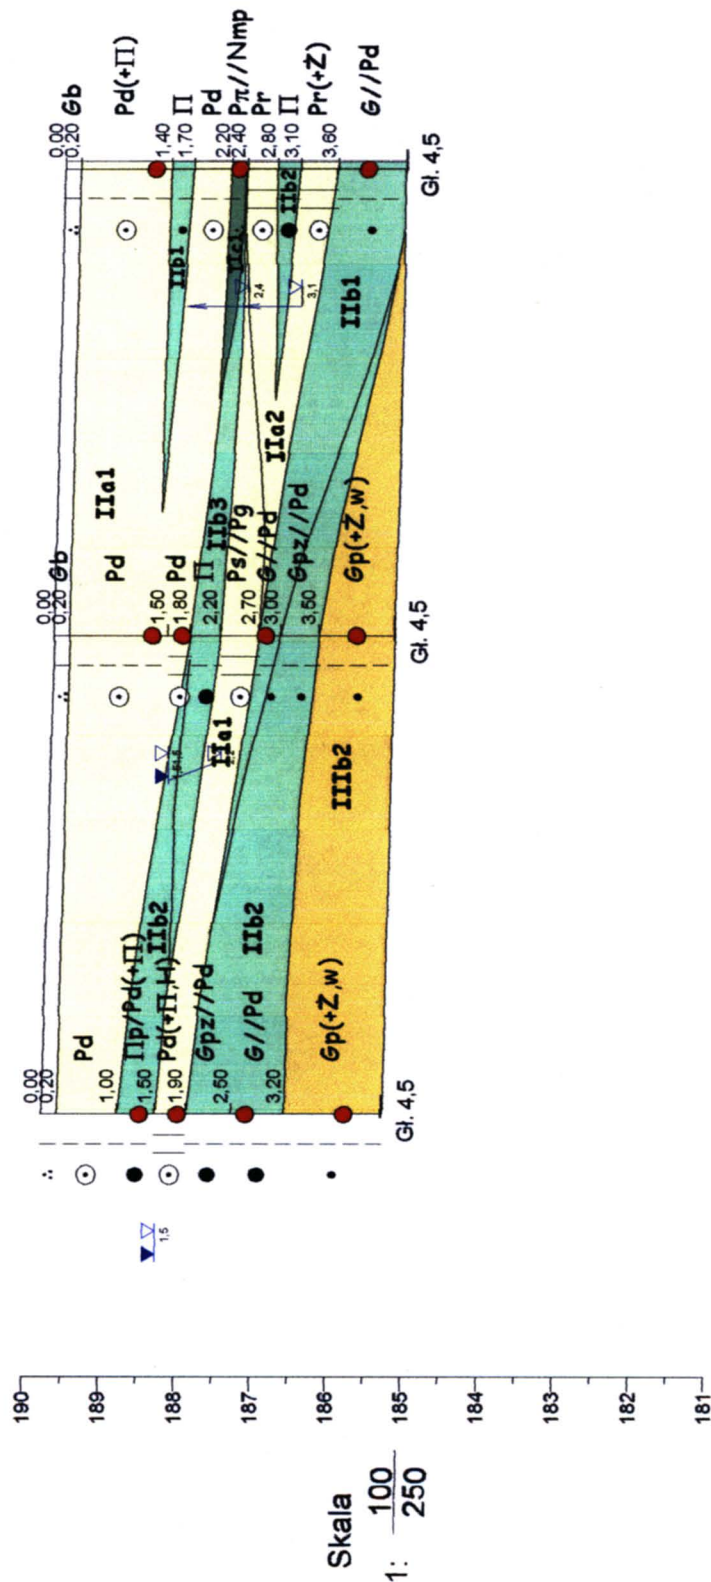 Skala
1: 100
250
190
189
188
187
186
185
184
183
182
181
1,5
0,00
0,20
Pd
1,00
Πp/Pd(+Π)
1,50
Pd(+Π,H)
1,90
Gpz//Pd
2,50
G//Pd
3,20
Gp(+Ż,w)
Gł. 4,5
IIb2
IIb2
IIIb2
IIa1
0,00
0,20
Gb
Pd
1,50
Pd
1,80
Π
2,20
Ps//Pg
2,70
G//Pd
3,00
Gpz//Pd
3,50
Gp(+Ż,w)
Gł. 4,5
IIa1
IIb3
IIa2
IIb1
IIb1
IIc1
IIb2
2,4
3,1
0,00
0,20
Gb
Pd(+Π)
1,40
Π
1,70
Pd
2,20
Pπ//Nmp
2,40
Pr
2,80
Π
3,10
Pr(+Ż)
3,60
G//Pd
Gł. 4,5